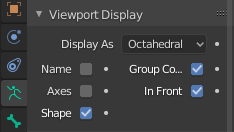 Viewport Display
Display As Octahedral
Name Group Co...
Axes In Front
Shape